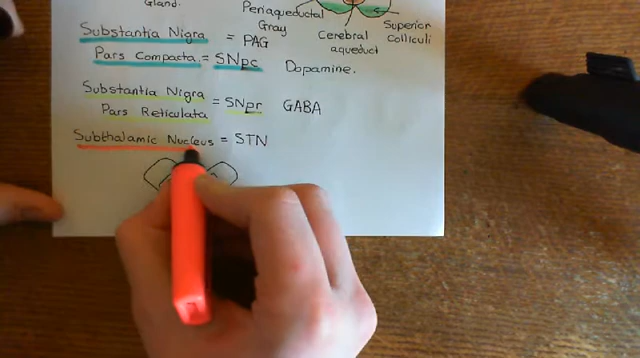 Gland.
Periaqueductal
Gray
= PAG
Cerebral
aqueduct
Superior
Colliculi
Substantia Nigra
Pars Compacta = SNpc Dopamine.
Substantia Nigra
Pars Reticulata = SNpr GABA
Subthalamic Nucleus = STN